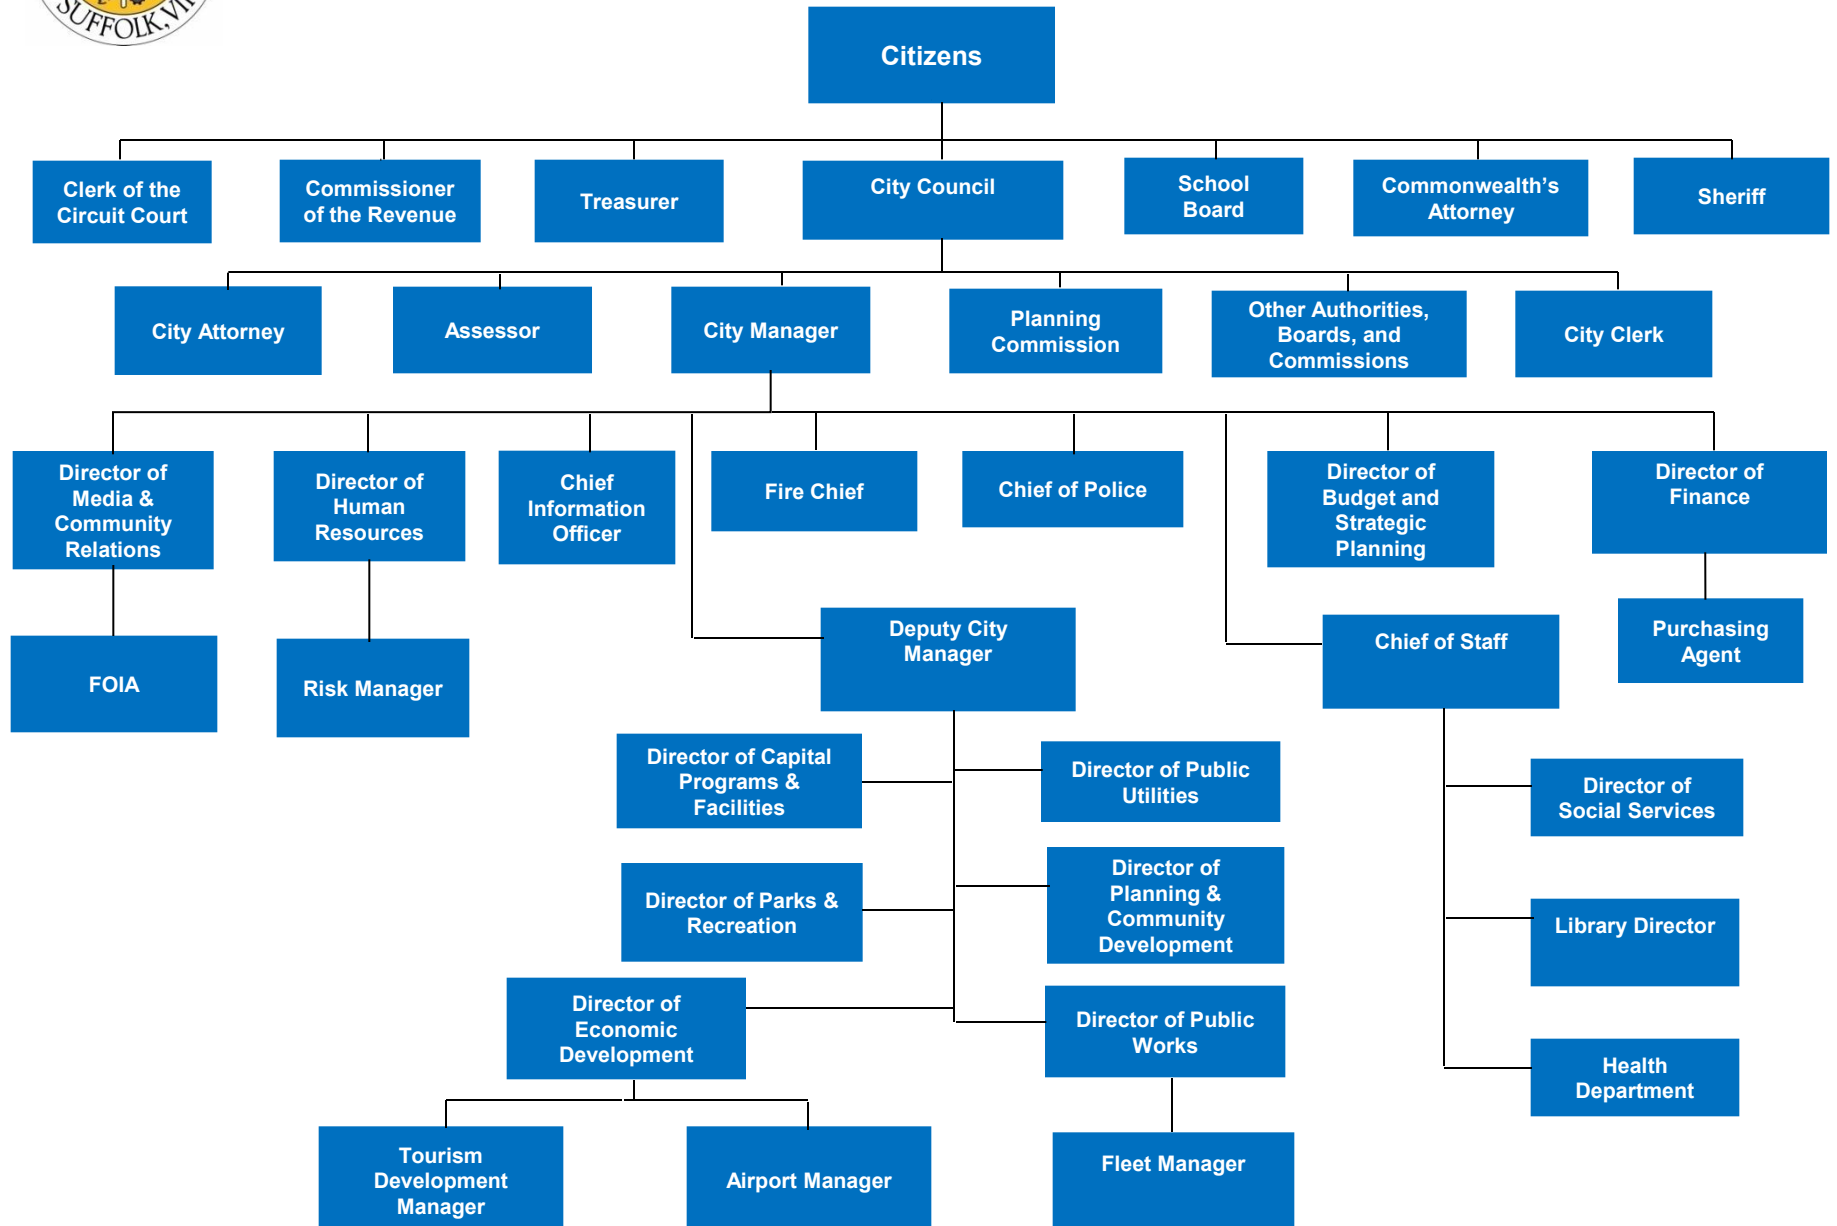 SUFFOLK, VI
Citizens
Clerk of the
Circuit Court
Commissioner
of the Revenue
Treasurer
City Council
School
Board
Commonwealth’s
Attorney
Sheriff
City Attorney
Assessor
City Manager
Planning
Commission
Other Authorities,
Boards, and
Commissions
City Clerk
Director of
Media &
Community
Relations
Director of
Human
Resources
Chief
Information
Officer
Fire Chief
Chief of Police
Director of
Budget and
Strategic
Planning
Director of
Finance
FOIA
Risk Manager
Deputy City
Manager
Chief of Staff
Purchasing
Agent
Director of Capital
Programs &
Facilities
Director of Public
Utilities
Director of
Social Services
Director of Parks &
Recreation
Director of
Planning &
Community
Development
Library Director
Director of
Economic
Development
Director of Public
Works
Health
Department
Tourism
Development
Manager
Airport Manager
Fleet Manager